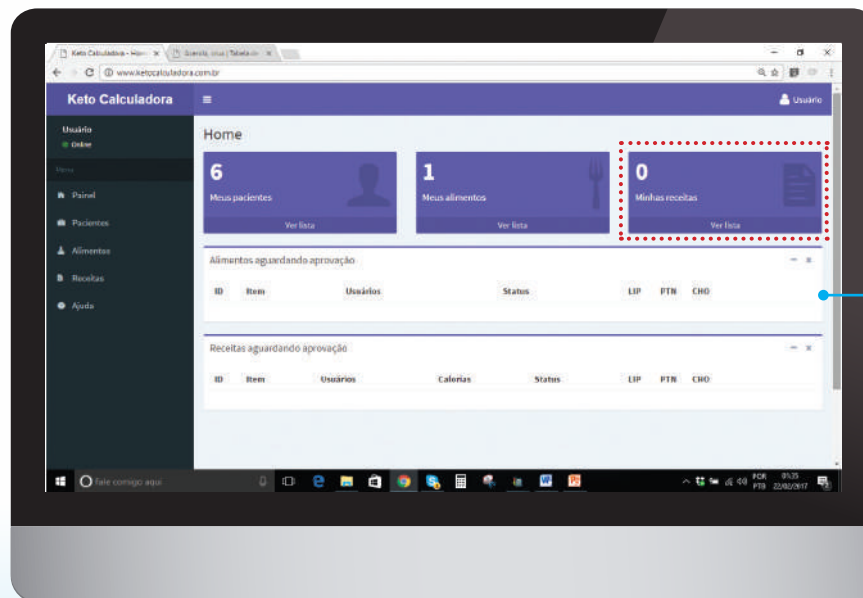 Keto Calculadora - Hom
Tabela de
www.ketocalculadora.com.br
Keto Calculadora
Usuário
Usuário
Online
Menu
Home
6
Meus pacientes
Ver lista
1
Meus alimentos
Ver lista
0
Minhas receitas
Ver lista
Painel
Pacientes
Alimentos
Receitas
Ajuda
Alimentos aguardando aprovação
ID Item Usuários Status LIP PTN CHO
Receitas aguardando aprovação
ID Item Usuários Calorias Status LIP PTN CHO
Fale comigo aqui
POR 01:35
PTB 22/02/2017